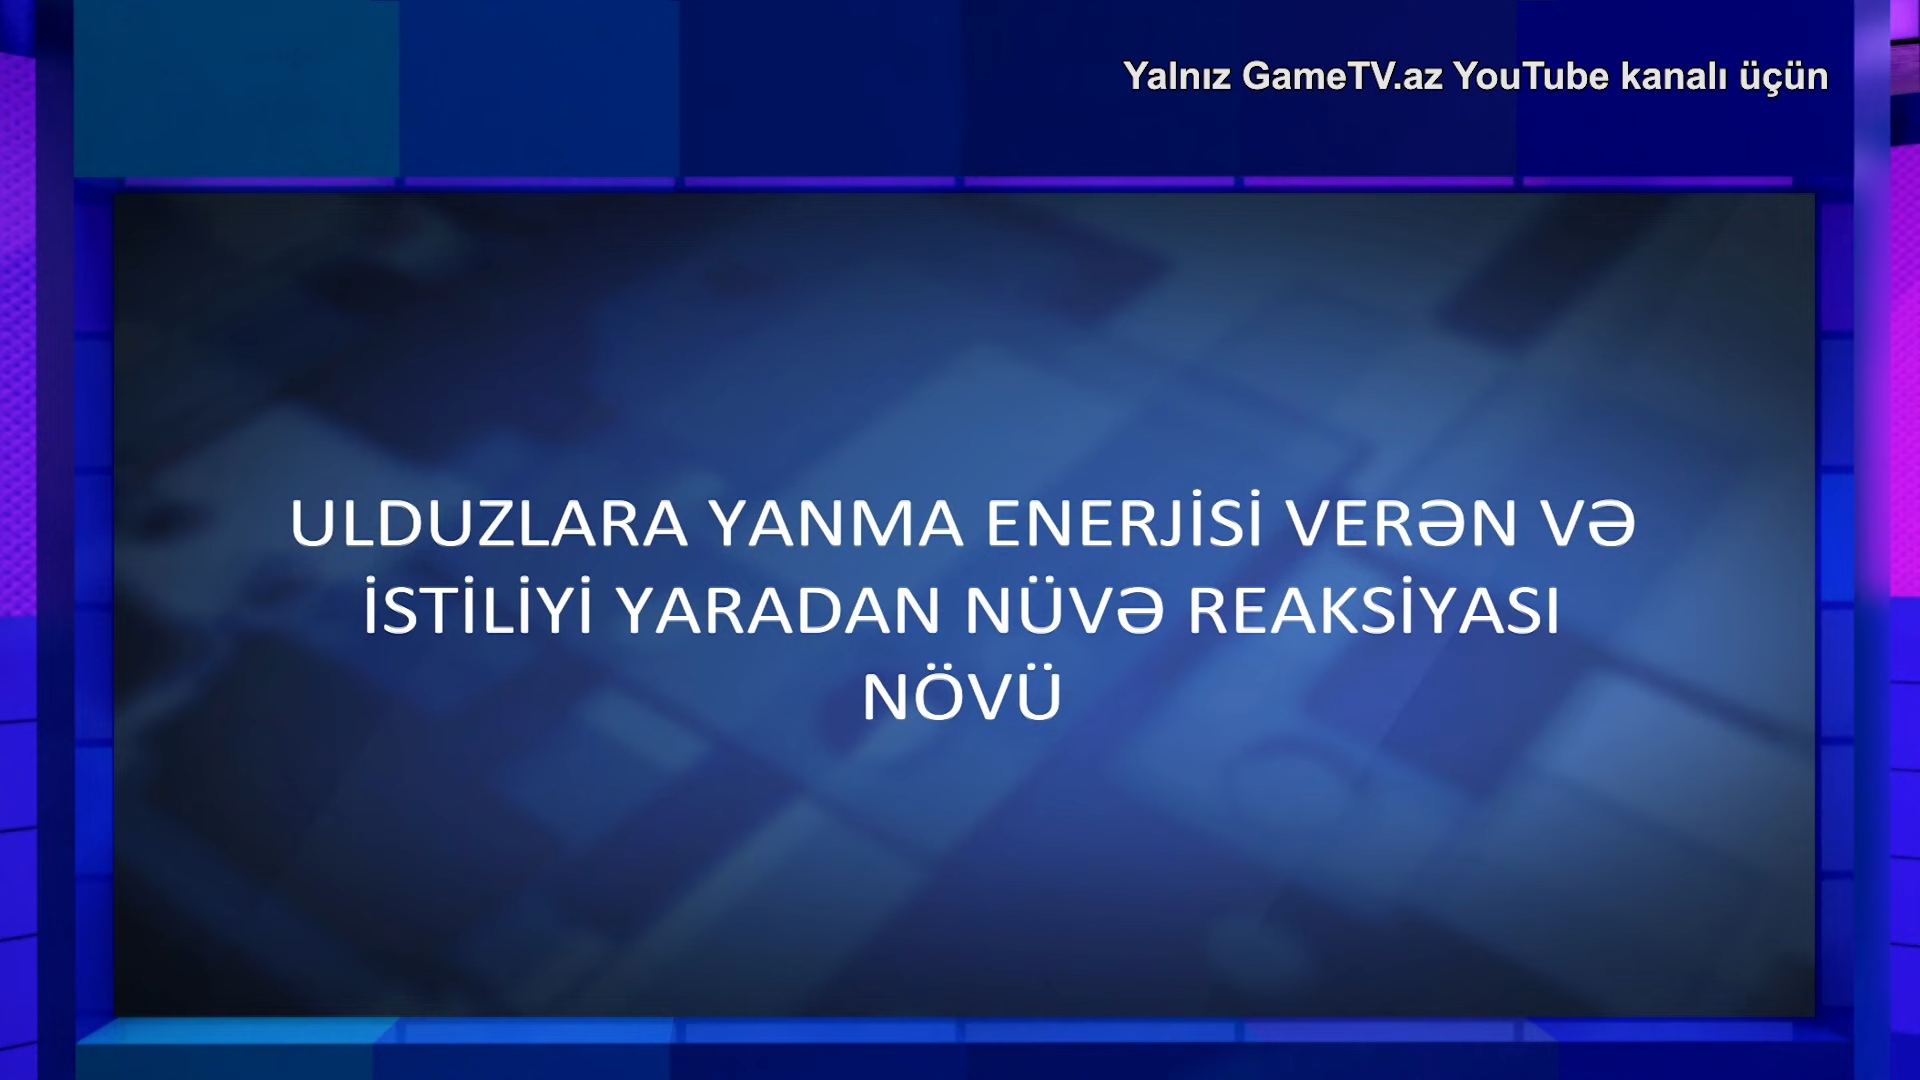 Yalnız GameTV.az YouTube kanalı üçün
ULDUZLARA YANMA ENERJİSİ VERƏN VƏ
İSTİLİYİ YARADAN NÜVƏ REAKSİYASI
NÖVÜ